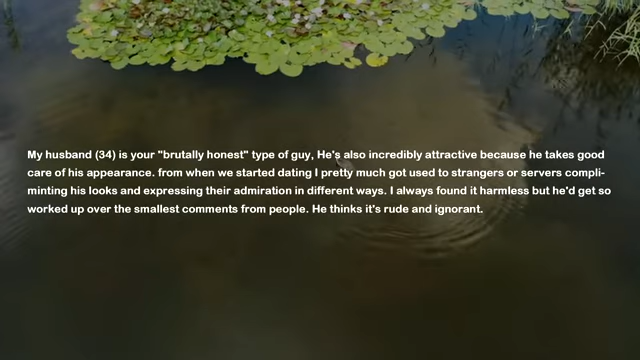 My husband (34) is your "brutally honest" type of guy, He's also incredibly attractive because he takes good
care of his appearance. from when we started dating I pretty much got used to strangers or servers compli-
minting his looks and expressing their admiration in different ways. I always found it harmless but he'd get so
worked up over the smallest comments from people. He thinks it's rude and ignorant.